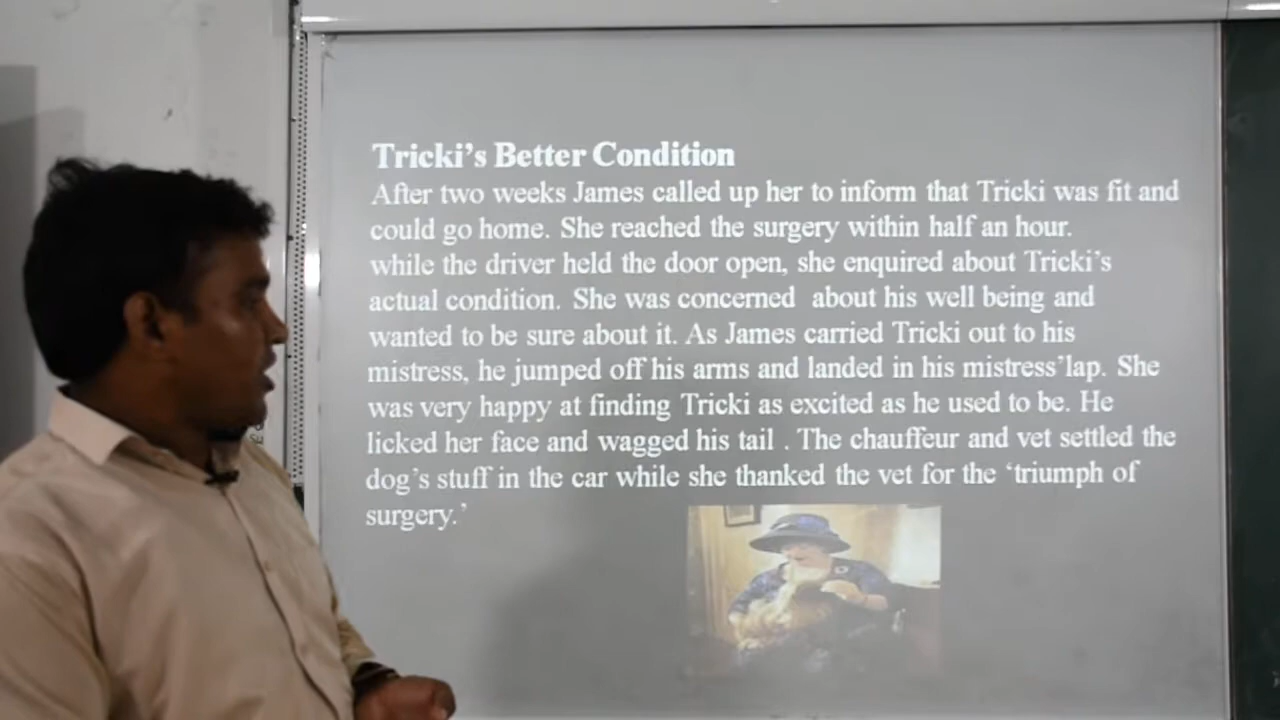 Tricki's Better Condition
After two weeks James called up her to inform that Tricki was fit and
could go home. She reached the surgery within half an hour.
while the driver held the door open, she enquired about Tricki's
actual condition. She was concerned about his well being and
wanted to be sure about it. As James carried Tricki out to his
mistress, he jumped off his arms and landed in his mistress'lap. She
was very happy at finding Tricki as excited as he used to be. He
licked her face and wagged his tail . The chauffeur and vet settled the
dog's stuff in the car while she thanked the vet for the ‘triumph of
surgery.’